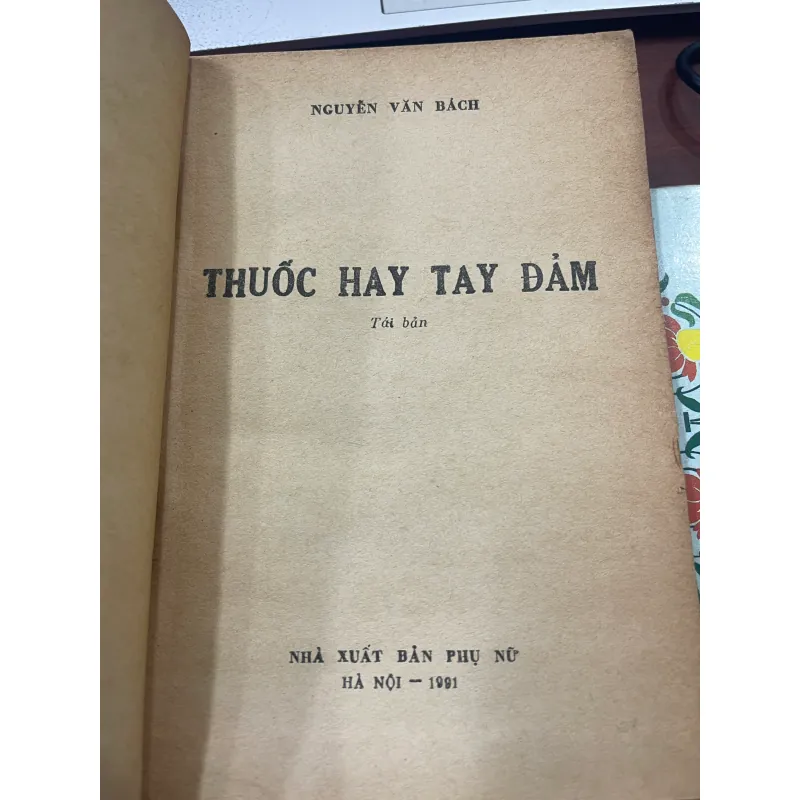 NGUYỄN VĂN BÁCH
THUỐC HAY TAY ĐẢM
Tái bản
NHÀ XUẤT BẢN PHỤ NỮ
HÀ NỘI — 1991